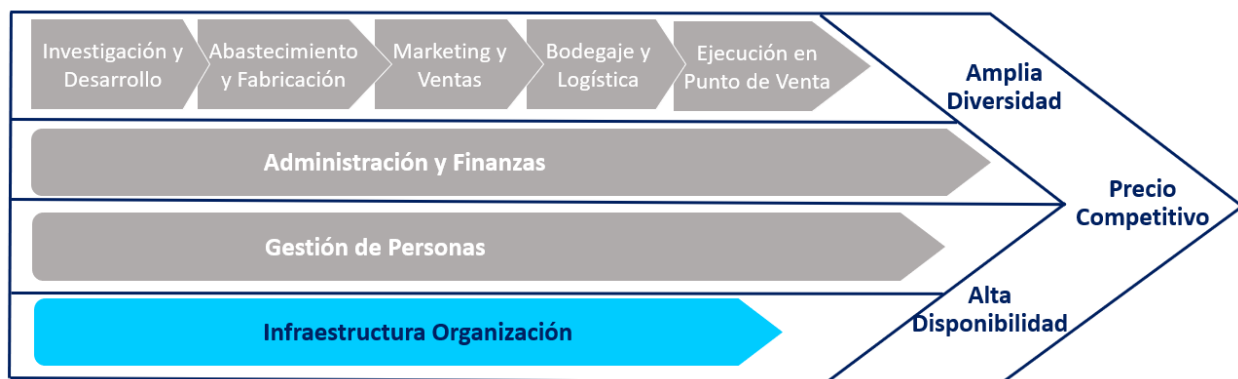 Investigación y
Desarrollo
Abastecimiento
y Fabricación
Marketing y
Ventas
Bodegaje y
Logística
Ejecución en
Punto de Venta
Amplia
Diversidad
Administración y Finanzas
Precio
Competitivo
Gestión de Personas
Alta
Disponibilidad
Infraestructura Organización